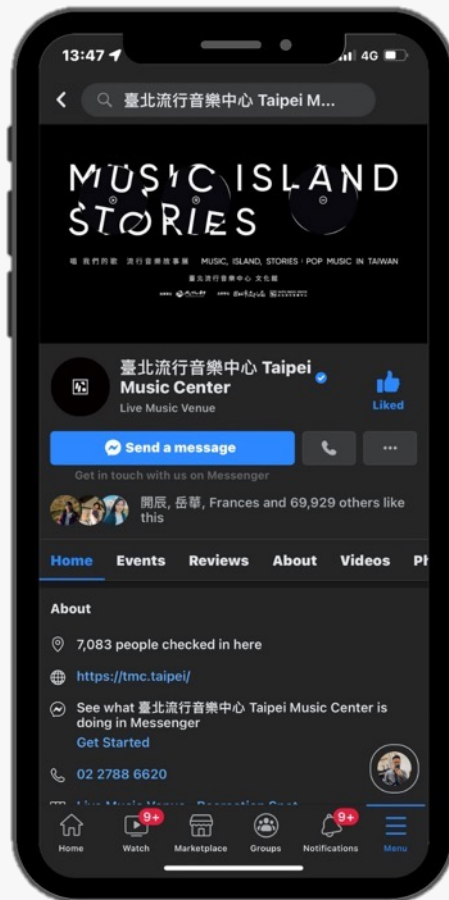 13:47
4G
臺北流行音樂中心 Taipei M...
MUSIC ISLAND
STORIES
唱 我們的歌 流行音樂故事展 MUSIC, ISLAND, STORIES : POP MUSIC IN TAIWAN
臺北流行音樂中心 文化館
臺北流行音樂中心 Taipei
Music Center
Live Music Venue
Liked
Send a message
Get in touch with us on Messenger
開辰, 岳華, Frances and 69,929 others like
this
Home Events Reviews About Videos Ph
About
7,083 people checked in here
https://tmc.taipei/
See what 臺北流行音樂中心 Taipei Music Center is
doing in Messenger
Get Started
02 2788 6620
Live Music Venue · Recreation Spot
9+ 9+
Home Watch Marketplace Groups Notifications Menu